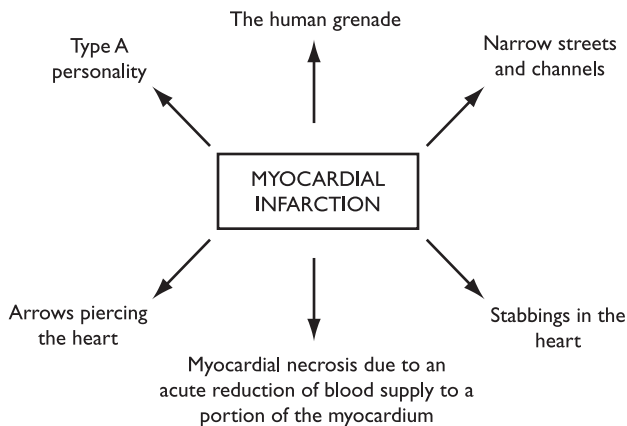 The human grenade
Type A
personality
Narrow streets
and channels
MYOCARDIAL
INFARCTION
Arrows piercing
the heart
Stabbings in the
heart
Myocardial necrosis due to an
acute reduction of blood supply to a
portion of the myocardium